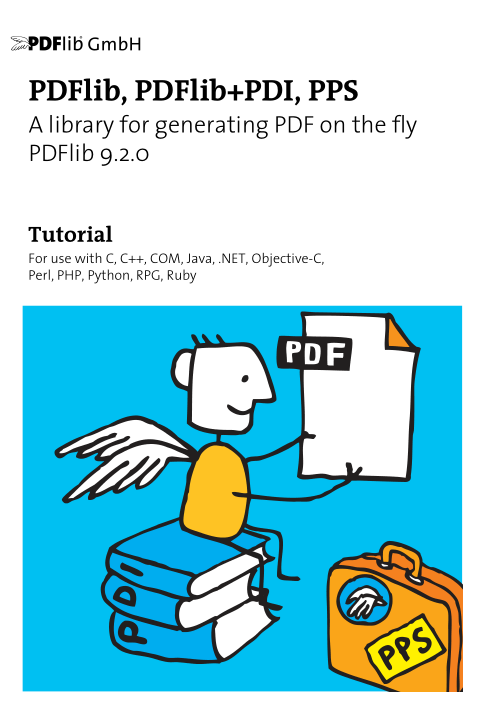 PDFlib GmbH
PDFlib, PDFlib+PDI, PPS
A library for generating PDF on the fly
PDFlib 9.2.0
Tutorial
For use with C, C++, COM, Java, .NET, Objective-C,
Perl, PHP, Python, RPG, Ruby
PDF
I
D
P
PPS